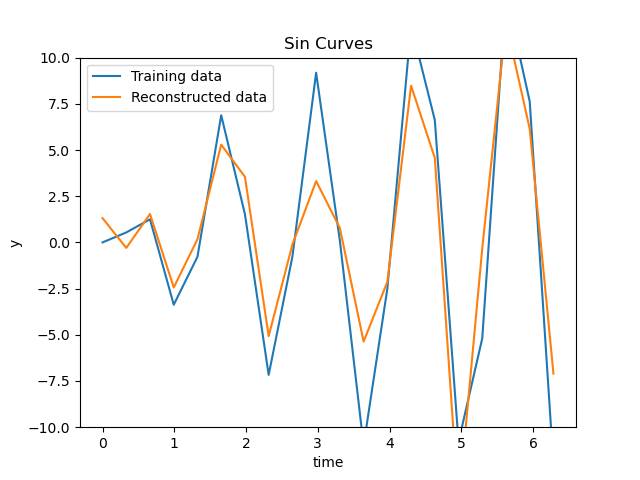 Sin Curves
Training data
Reconstructed data
10.0
7.5
5.0
2.5
0.0
−2.5
−5.0
−7.5
−10.0
y
0 1 2 3 4 5 6
time